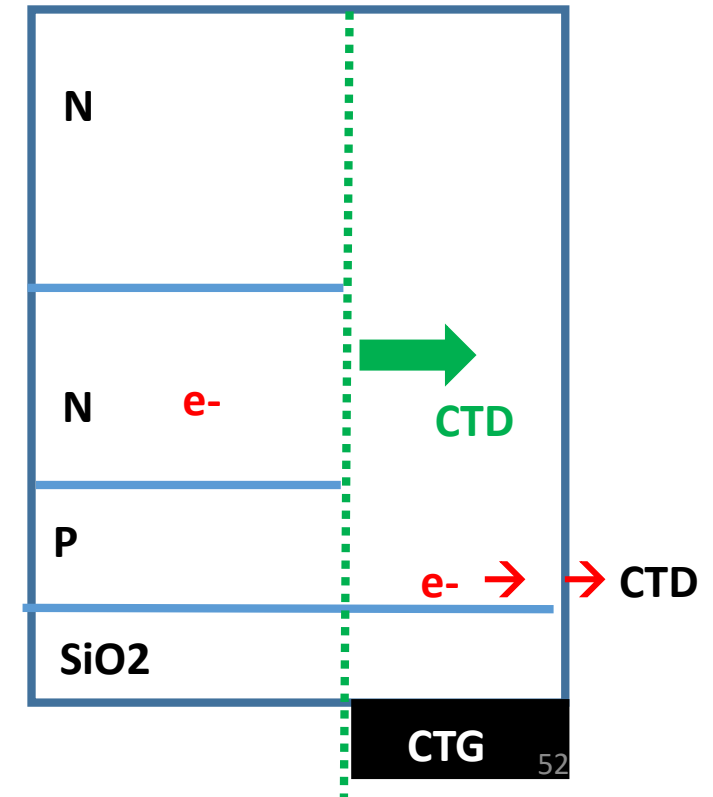 N
N e-
CTD
P
e- → → CTD
SiO2
CTG
52